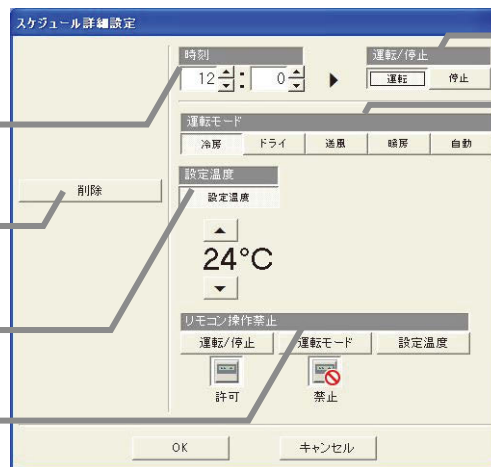 スケジュール詳細設定
時刻
運転/停止
12 : 0
運転 停止
運転モード
冷房 ドライ 送風 暖房 自動
設定温度
削除
設定温度
24°C
リモコン操作禁止
運転/停止 運転モード 設定温度
許可 禁止
OK キャンセル